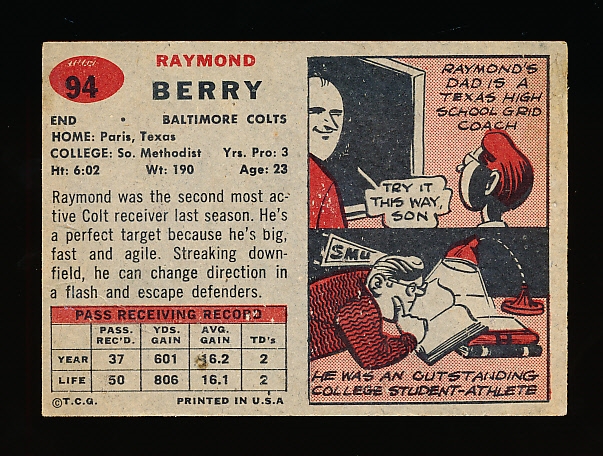 94
RAYMOND
BERRY
END • BALTIMORE COLTS
HOME: Paris, Texas
COLLEGE: So. Methodist Yrs. Pro: 3
Ht: 6:02 Wt: 190 Age: 23
Raymond was the second most ac-
tive Colt receiver last season. He's
a perfect target because he's big,
fast and agile. Streaking down-
field, he can change direction in
a flash and escape defenders.
PASS RECEIVING RECORD
PASS. REC'D. YDS. GAIN AVG. GAIN TD's
YEAR 37 601 16.2 2
LIFE 50 806 16.1 2
©T.C.G. PRINTED IN U.S.A
RAYMOND'S
DAD IS A
TEXAS HIGH
SCHOOL GRID
COACH
TRY IT
THIS WAY,
SON
SMU
HE WAS AN OUTSTANDING
COLLEGE STUDENT-ATHLETE